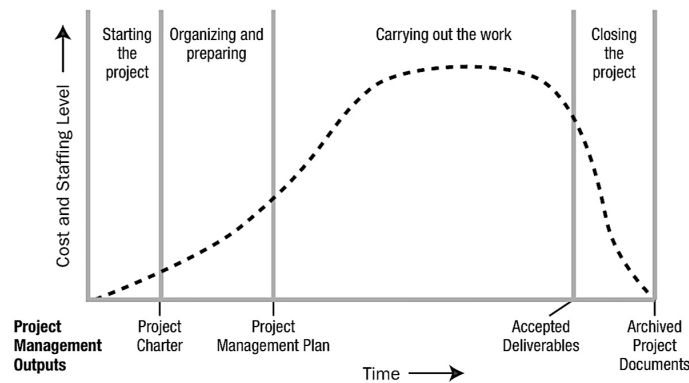 Starting
the
project
Organizing and
preparing
Carrying out the work
Closing
the
project
Cost and Staffing Level
Project
Management
Outputs
Project
Charter
Project
Management Plan
Accepted
Deliverables
Archived
Project
Documents
Time